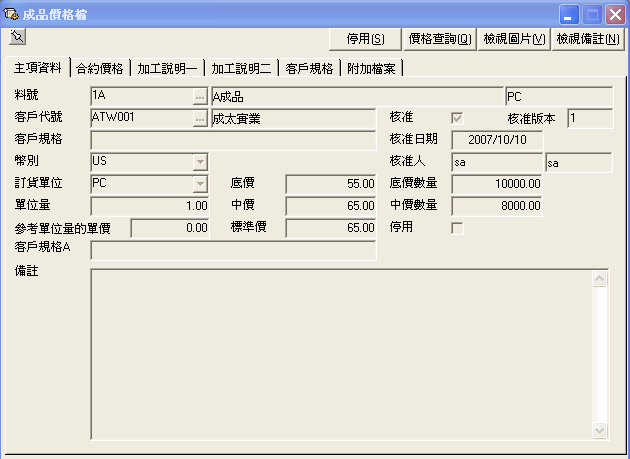 成品價格檔
停用(S) 價格查詢(Q) 檢視圖片(V) 檢視備註(N)
主項資料 合約價格 加工說明一 加工說明二 客戶規格 附加檔案
料號 1A ... A成品 PC
客戶代號 ATW001 ... 成太實業 核准 核准版本 1
客戶規格 核准日期 2007/10/10
幣別 US 核准人 sa sa
訂貨單位 PC 底價 55.00 底價數量 10000.00
單位量 1.00 中價 65.00 中價數量 8000.00
參考單位量的單價 0.00 標準價 65.00 停用
客戶規格A
備註